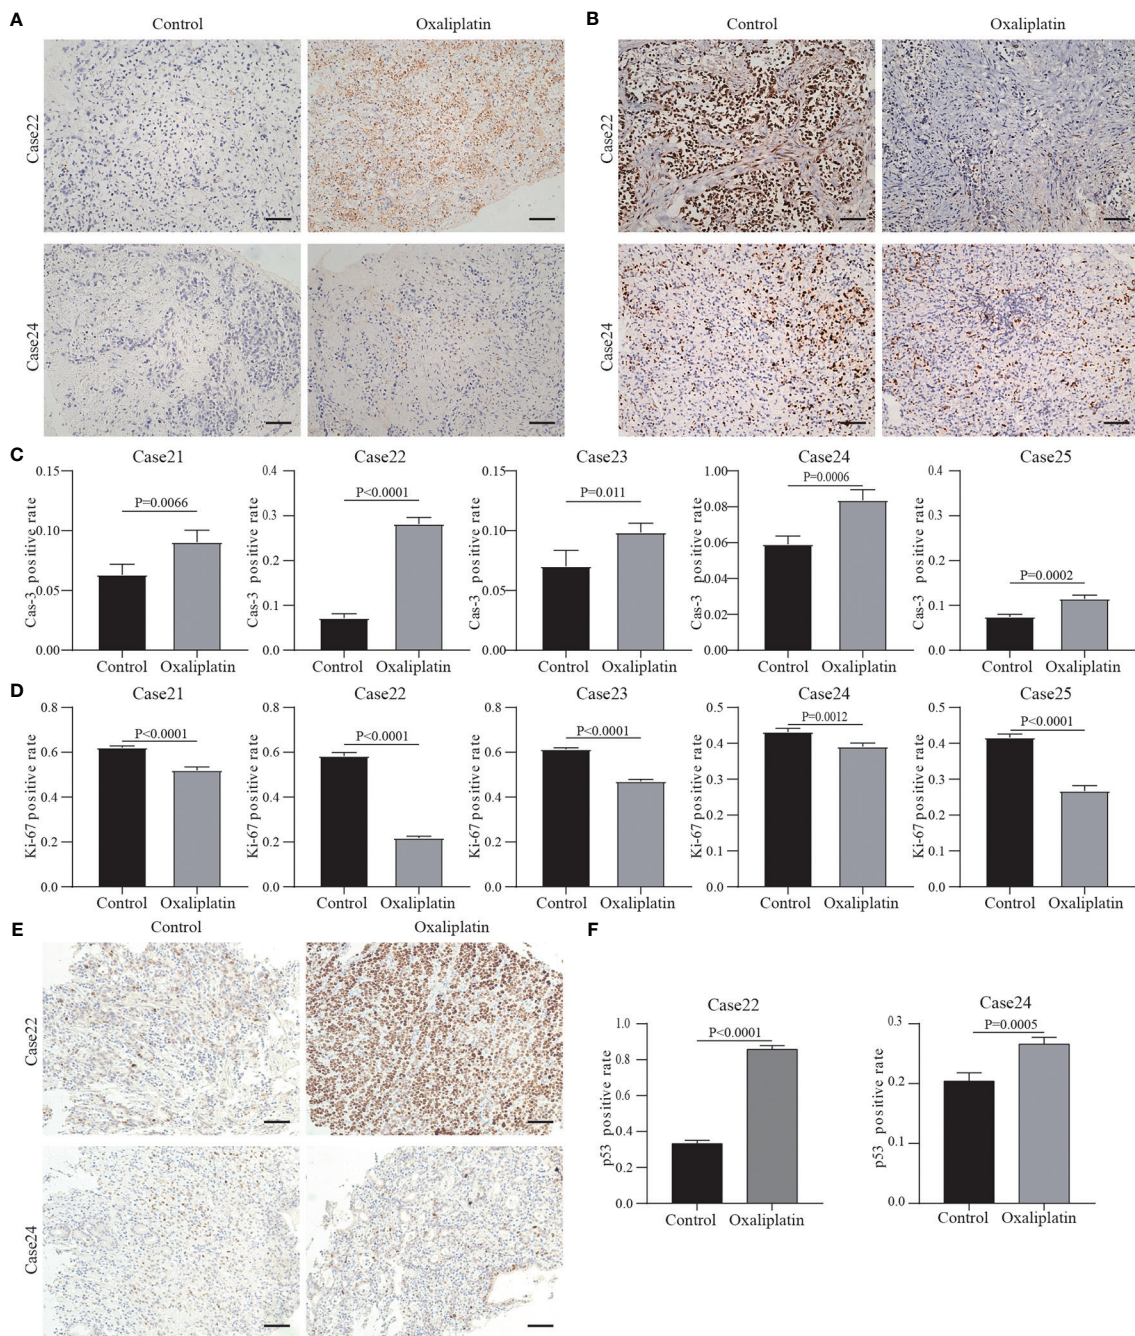 A
Control
Oxaliplatin
Case22
Case24
B
Control
Oxaliplatin
Case22
Case24
C
Case21
Cas-3 positive rate
0.15
0.10
0.05
0.00
P=0.0066
Control
Oxaliplatin
Case22
Cas-3 positive rate
0.4
0.3
0.2
0.1
0.0
P<0.0001
Control
Oxaliplatin
Case23
Cas-3 positive rate
0.15
0.10
0.05
0.00
P=0.011
Control
Oxaliplatin
Case24
Cas-3 positive rate
1.00
0.08
0.06
0.04
0.02
0.00
P=0.0006
Control
Oxaliplatin
Case25
Cas-3 positive rate
0.4
0.3
0.2
0.1
0.0
P=0.0002
Control
Oxaliplatin
D
Case21
Ki-67 positive rate
0.8
0.6
0.4
0.2
0.0
P<0.0001
Control
Oxaliplatin
Case22
Ki-67 positive rate
0.8
0.6
0.4
0.2
0.0
P<0.0001
Control
Oxaliplatin
Case23
Ki-67 positive rate
0.8
0.6
0.4
0.2
0.0
P<0.0001
Control
Oxaliplatin
Case24
Ki-67 positive rate
0.5
0.4
0.3
0.2
0.1
0.0
P=0.0012
Control
Oxaliplatin
Case25
Ki-67 positive rate
0.5
0.4
0.3
0.2
0.1
0.0
P<0.0001
Control
Oxaliplatin
E
Control
Oxaliplatin
Case22
Case24
F
Case22
p53 positive rate
1.0
0.8
0.6
0.4
0.2
0.0
P<0.0001
Control
Oxaliplatin
Case24
p53 positive rate
0.3
0.2
0.1
0.0
P=0.0005
Control
Oxaliplatin